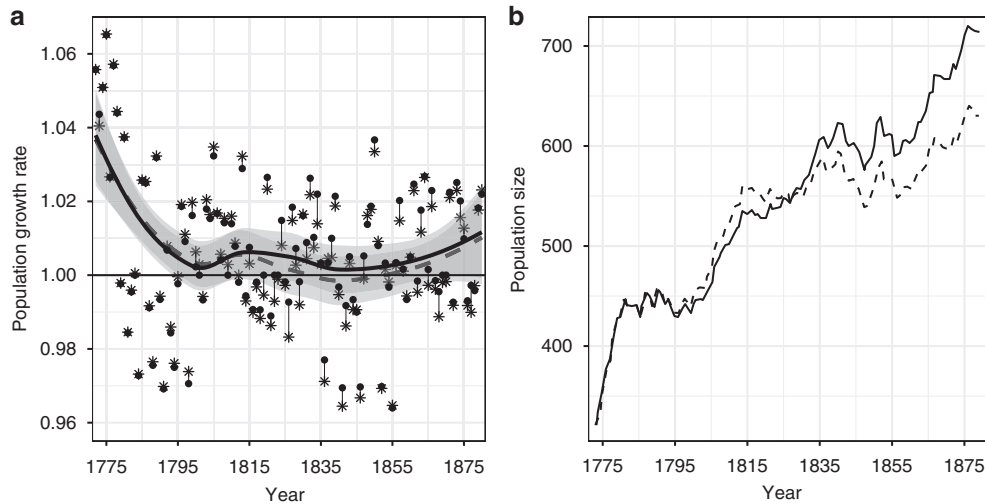 a
Population growth rate
1.06
1.04
1.02
1.00
0.98
0.96
1775 1795 1815 1835 1855 1875
Year
b
Population size
700
600
500
400
1775 1795 1815 1835 1855 1875
Year